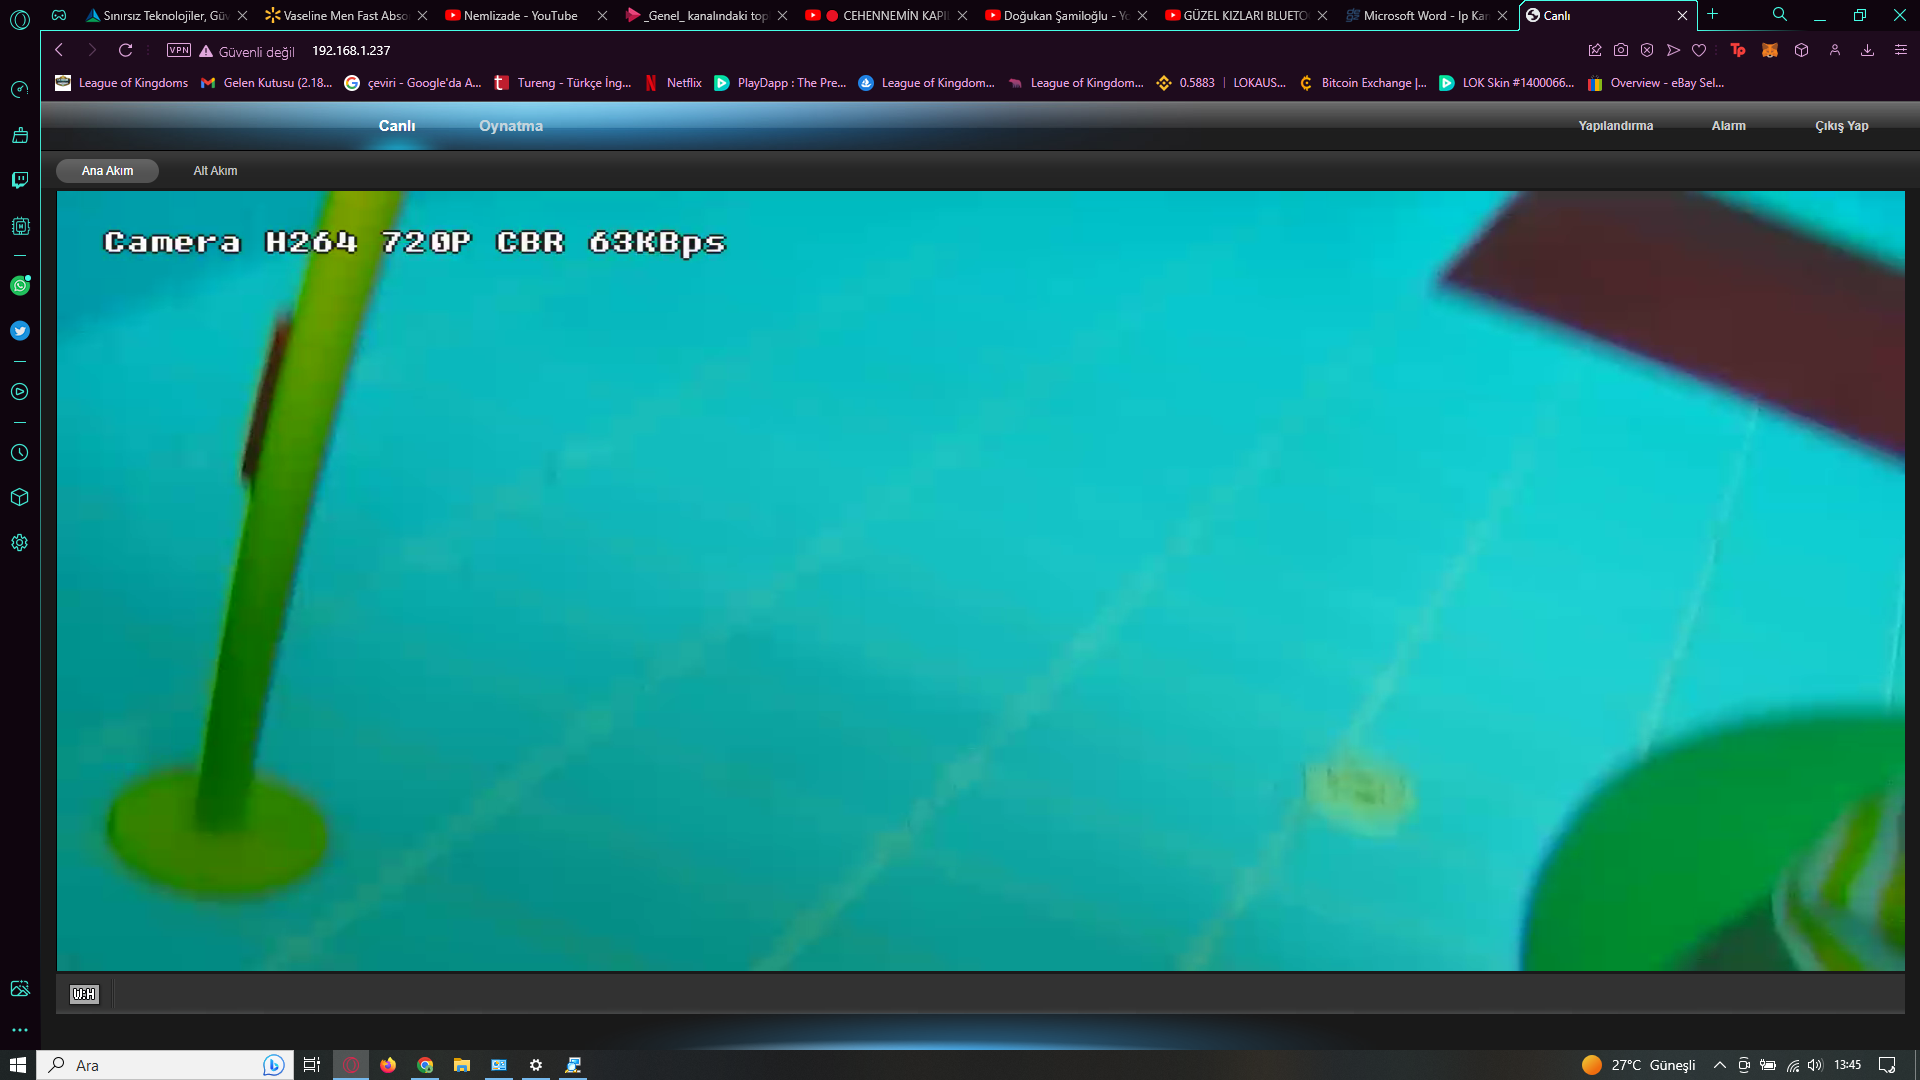 Sınırsız Teknolojiler, Gü
Vaseline Men Fast Abso
Nemlizade - YouTube
_Genel_ kanalındaki top
CEHENNEMİN KAPI
Doğukan Şamiloğlu - Yo
GÜZEL KIZLARI BLUETO
Microsoft Word - Ip Ka
Canlı
VPN
Güvenli değil
192.168.1.237
Tp
League of Kingdoms
Gelen Kutusu (2.18...
çeviri - Google'da A...
Tureng - Türkçe İng...
Netflix
PlayDapp : The Pre...
League of Kingdom...
League of Kingdom...
0.5883 | LOKAUS...
Bitcoin Exchange |...
LOK Skin #1400066...
Overview - eBay Sel...
Canlı
Oynatma
Yapılandırma
Alarm
Çıkış Yap
Ana Akım
Alt Akım
Camera H264 720P CBR 63KBps
W:H
Ara
27°C Güneşli
13:45